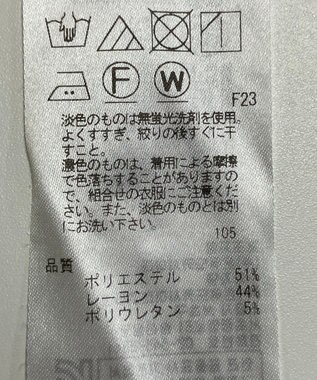 F
W
F23
淡色のものは無蛍光洗剤を使用。
よくすすぎ、絞りの後すぐに干
すこと。
濃色のものは、着用による摩擦
で色落ちすることがありますの
で、組合せの衣服にご注意くだ
さい。また、淡色のものとは別
にお洗い下さい。
105
品質
ポリエステル 51%
レーヨン 44%
ポリウレタン 5%